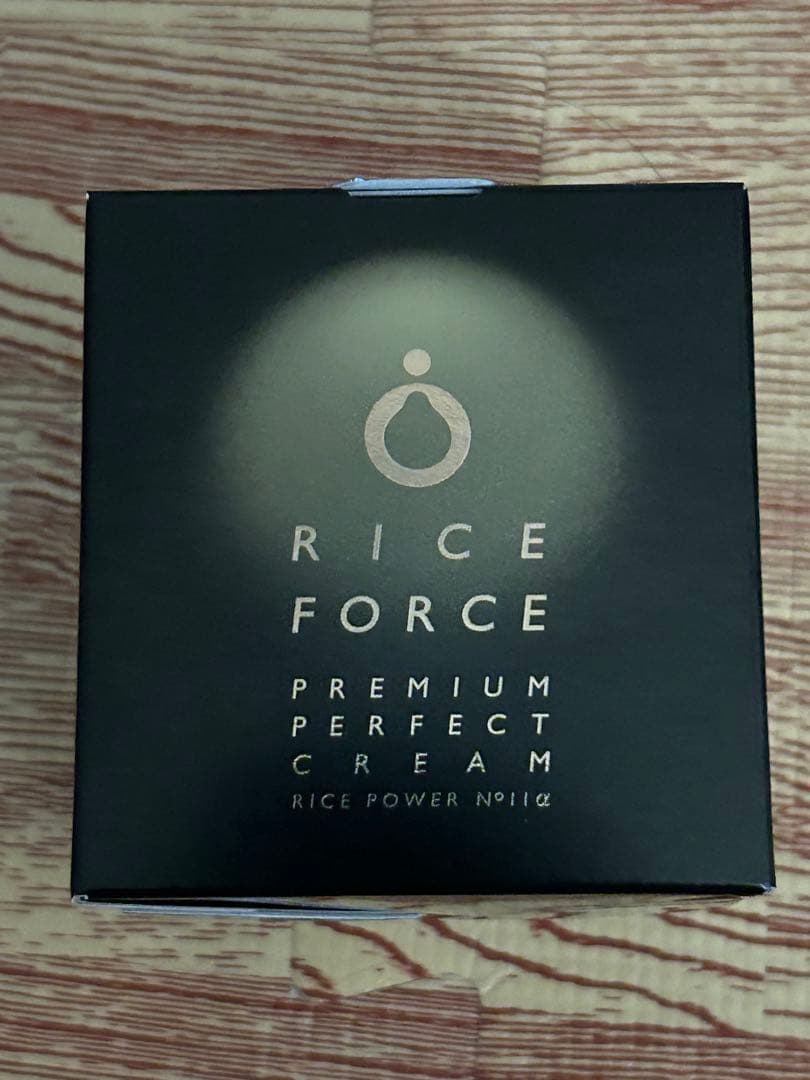 RICE
FORCE
PREMIUM
PERFECT
CREAM
RICE POWER Nº11α